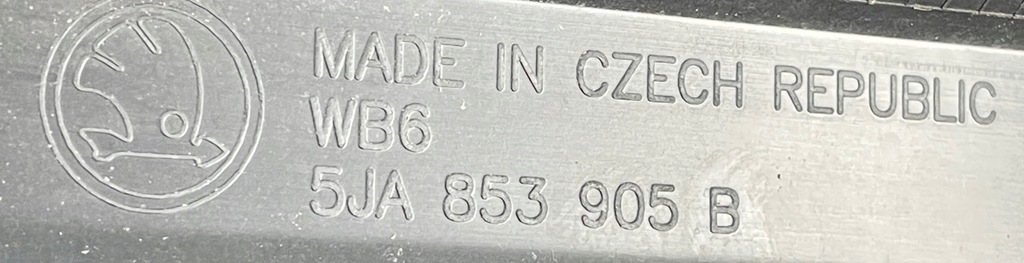 MADE IN CZECH REPUBLIC
WB6
5JA 853 905 B